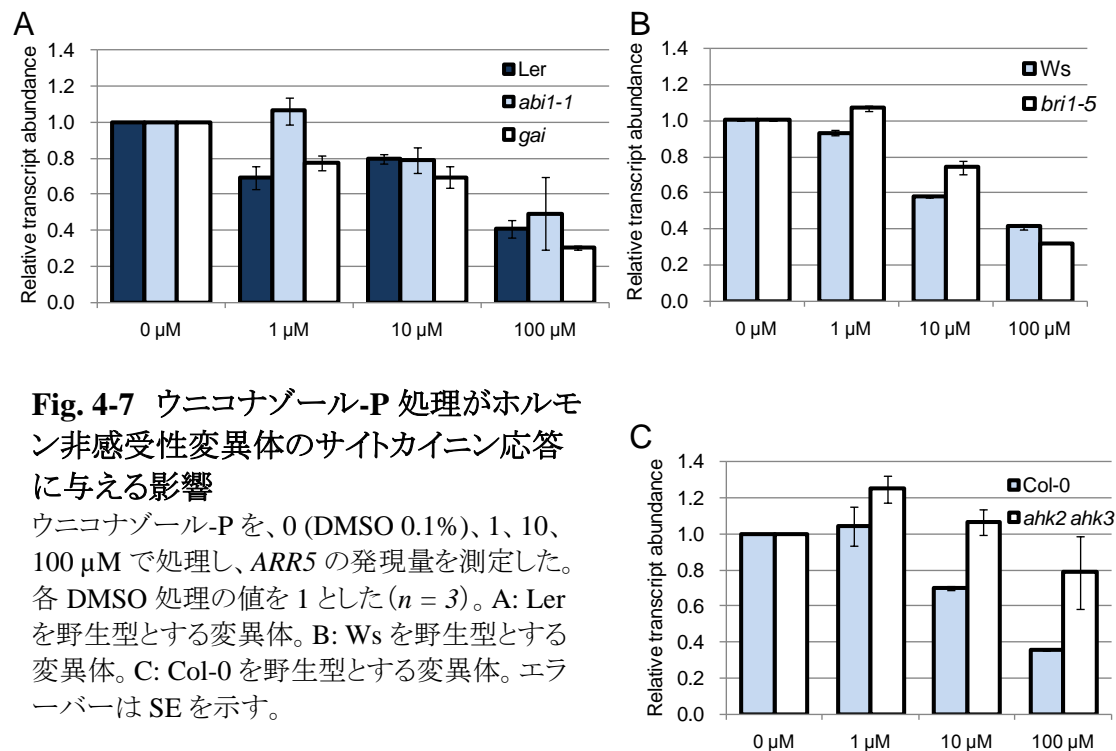 A
Relative transcript abundance
1.4
1.2
1.0
0.8
0.6
0.4
0.2
0.0
0 µM
1 µM
10 µM
100 µM
Ler
abi1-1
gai
B
Relative transcript abundance
1.4
1.2
1.0
0.8
0.6
0.4
0.2
0.0
0 µM
1 µM
10 µM
100 µM
Ws
bri1-5
Fig. 4-7 ウニコナゾール-P 処理がホルモ
ン非感受性変異体のサイトカイニン応答
に与える影響
ウニコナゾール-P を、0 (DMSO 0.1%)、1、10、
100 µM で処理し、ARR5 の発現量を測定した。
各 DMSO 処理の値を 1 とした(n = 3)。A: Ler
を野生型とする変異体。B: Ws を野生型とする
変異体。C: Col-0 を野生型とする変異体。エラ
ーバーは SE を示す。
C
Relative transcript abundance
1.4
1.2
1.0
0.8
0.6
0.4
0.2
0.0
0 µM
1 µM
10 µM
100 µM
Col-0
ahk2 ahk3